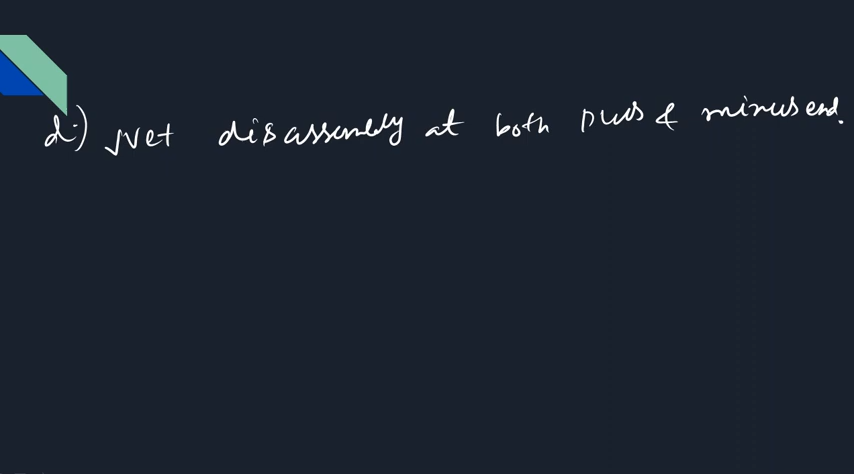 d.) Net disassembly at both plus & minus end.